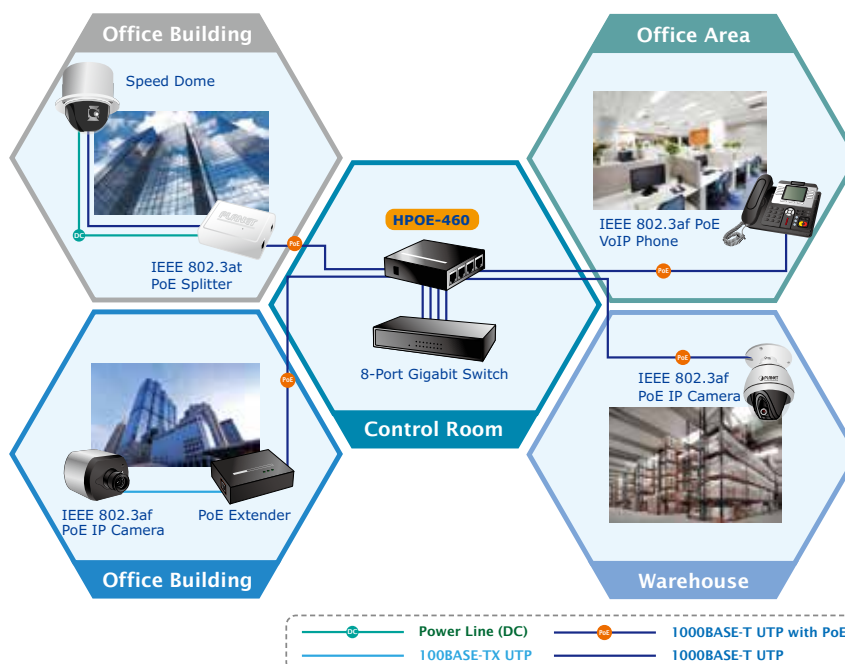 Office Building
Speed Dome
PLANET
DC
IEEE 802.3at
PoE Splitter
PoE
Office Area
IEEE 802.3af PoE
VoIP Phone
PoE
HPOE-460
8-Port Gigabit Switch
Control Room
PoE
IEEE 802.3af
PoE IP Camera
PoE Extender
Office Building
PoE
IEEE 802.3af
PoE IP Camera
PLANET
Warehouse
DC
Power Line (DC)
PoE
1000BASE-T UTP with PoE
100BASE-TX UTP
1000BASE-T UTP